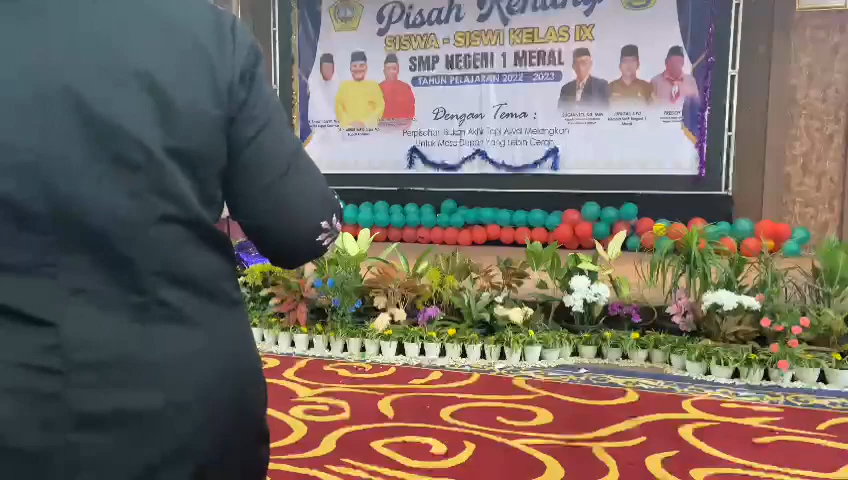 Pisah Kenang
SISWA - SISWI KELAS IX
SMP NEGERI 1 MERAL
TAHUN PELAJARAN 2022 - 2023
Dengan Tema :
Perpisahan Bukan Akhir Tapi Awal Melangkah
Untuk Masa Depan Yang Lebih Cerah